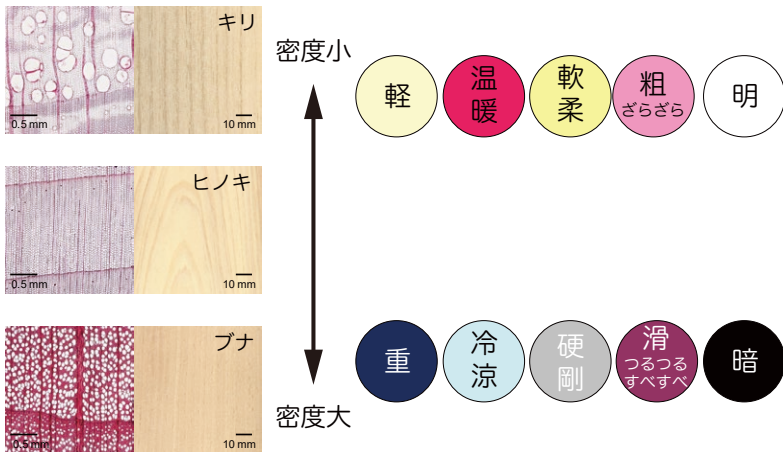 キリ
0.5 mm
10 mm
ヒノキ
0.5 mm
10 mm
ブナ
0.5 mm
10 mm
密度小
密度大
軽
温
暖
軟
柔
粗
ざらざら
明
重
冷
涼
硬
剛
滑
つるつる
すべすべ
暗